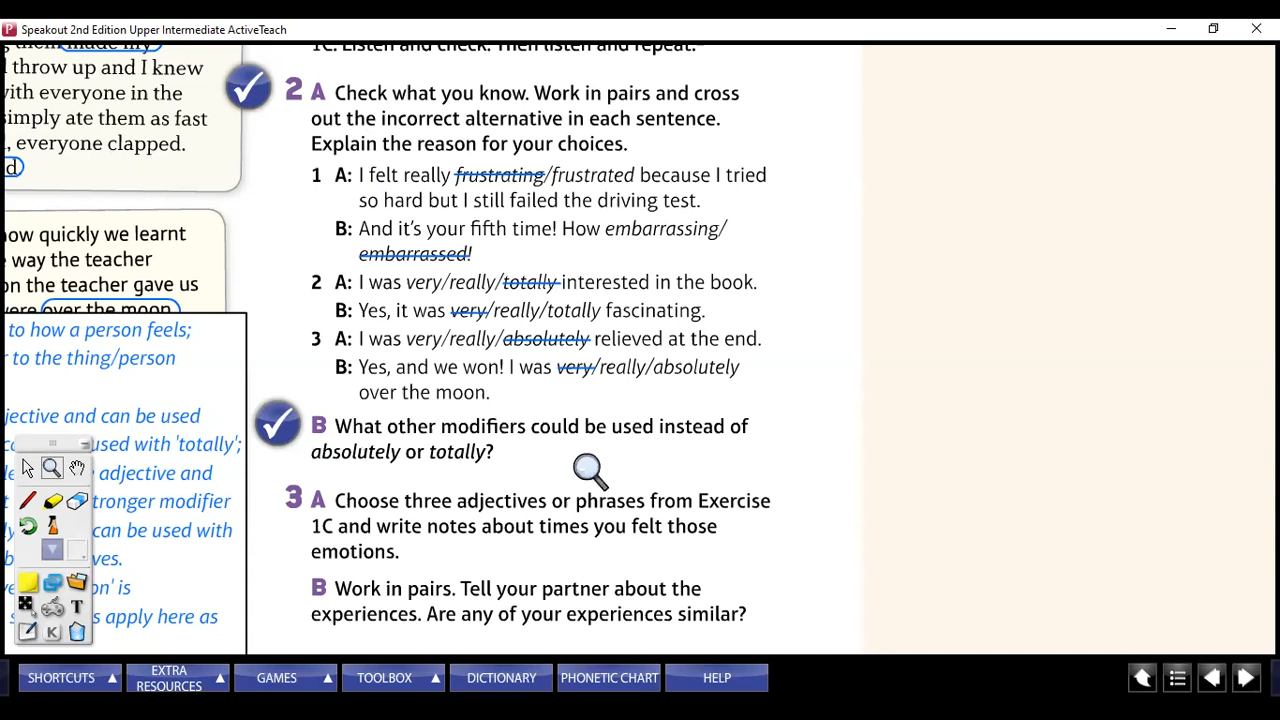 Speakout 2nd Edition Upper Intermediate ActiveTeach
made my
throw up and I knew
with everyone in the
simply ate them as fast
, everyone clapped.
how quickly we learnt
way the teacher
on the teacher gave us
were over the moon
to how a person feels;
to the thing/person
jective and can be used
used with 'totally';
adjective and
tronger modifier
can be used with
ves.
on' is
s apply here as
1C. Listen and check. Then listen and repeat.
2 A Check what you know. Work in pairs and cross
out the incorrect alternative in each sentence.
Explain the reason for your choices.
1 A: I felt really frustrating/frustrated because I tried
so hard but I still failed the driving test.
B: And it's your fifth time! How embarrassing/
embarrassed!
2 A: I was very/really/totally interested in the book.
B: Yes, it was very/really/totally fascinating.
3 A: I was very/really/absolutely relieved at the end.
B: Yes, and we won! I was very/really/absolutely
over the moon.
B What other modifiers could be used instead of
absolutely or totally?
3 A Choose three adjectives or phrases from Exercise
1C and write notes about times you felt those
emotions.
B Work in pairs. Tell your partner about the
experiences. Are any of your experiences similar?
T
K
SHORTCUTS
EXTRA
RESOURCES
GAMES
TOOLBOX
DICTIONARY
PHONETIC CHART
HELP